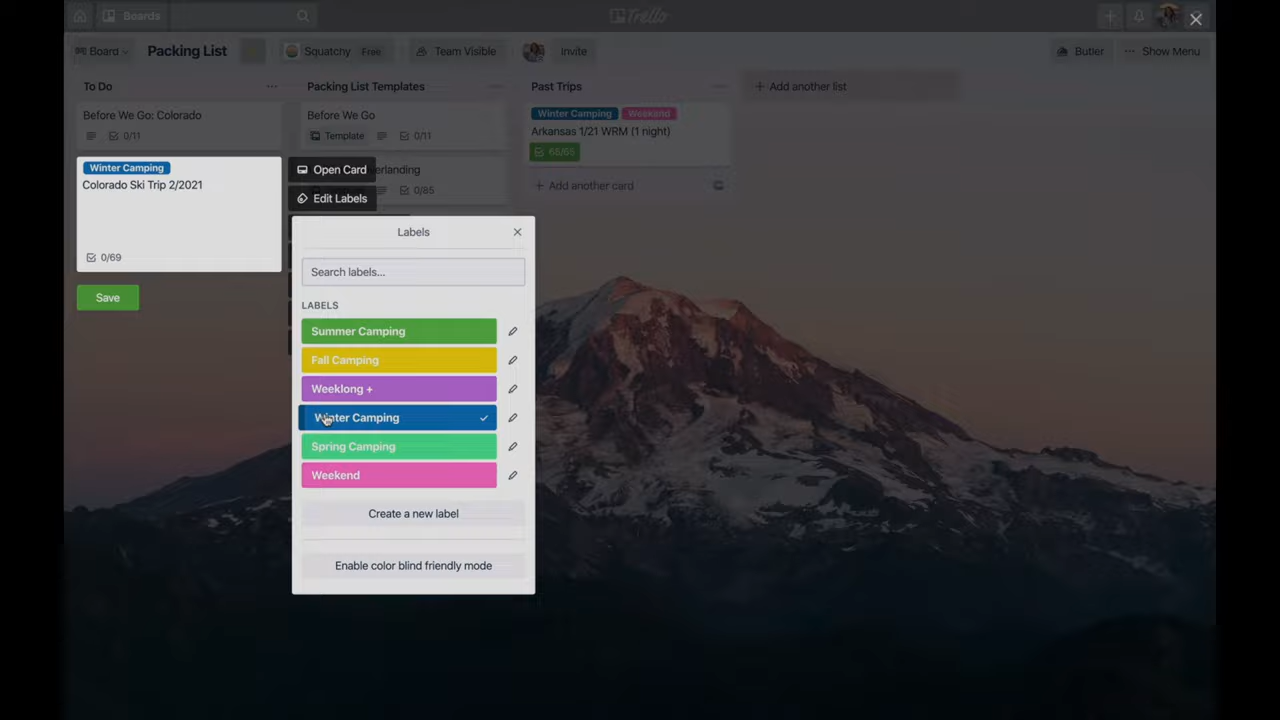 Boards
Trello
Board
Packing List
Squatchy Free
Team Visible
Invite
Butler
Show Menu
To Do
Before We Go: Colorado
0/11
Winter Camping
Colorado Ski Trip 2/2021
0/69
Save
Packing List Templates
Before We Go
Template
0/11
erlanding
0/85
Open Card
Edit Labels
Labels
Search labels...
LABELS
Summer Camping
Fall Camping
Weeklong +
Winter Camping
Spring Camping
Weekend
Create a new label
Enable color blind friendly mode
Past Trips
Winter Camping Weekend
Arkansas 1/21 WRM (1 night)
65/65
+ Add another card
+ Add another list